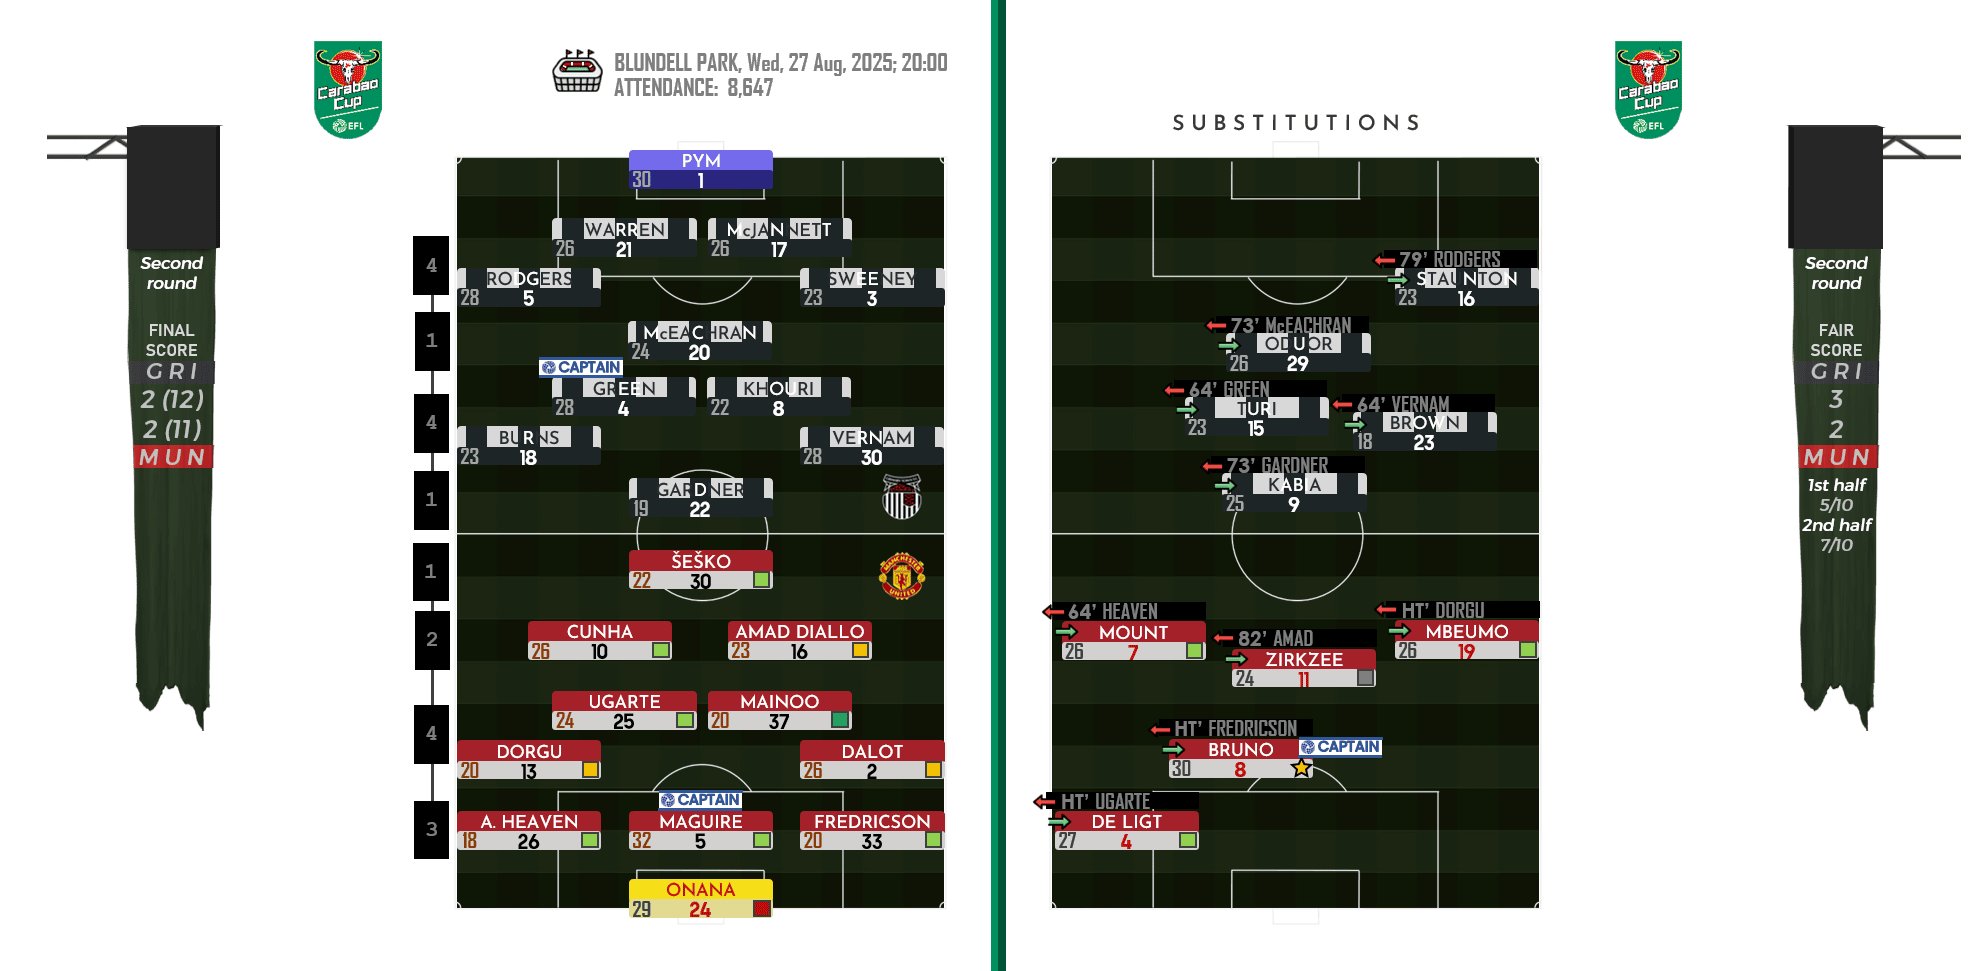 Carabao
Cup
EFL
BLUNDELL PARK, Wed, 27 Aug, 2025; 20:00
ATTENDANCE: 8,647
Second
round
FINAL
SCORE
GRI
2 (12)
2 (11)
MUN
4
1
4
1
1
2
4
3
PYM
30 1
WARREN
26 21
McJANNETT
26 17
RODGERS
28 5
SWEENEY
23 3
McEACHRAN
24 20
CAPTAIN
GREEN
28 4
KHOURI
22 8
BURNS
23 18
VERNAM
28 30
GARDNER
19 22
ŠEŠKO
22 30
MANCHESTER
UNITED
CUNHA
26 10
AMAD DIALLO
23 16
UGARTE
24 25
MAINOO
20 37
DORGU
20 13
DALOT
26 2
CAPTAIN
A. HEAVEN
18 26
MAGUIRE
32 5
FREDRICSON
20 33
ONANA
29 24
Carabao
Cup
EFL
SUBSTITUTIONS
79’ RODGERS
STAUNTON
23 16
73’ McEACHRAN
ODUOR
26 29
64’ GREEN
TURI
23 15
64’ VERNAM
BROWN
18 23
73’ GARDNER
KABIA
25 9
64’ HEAVEN
MOUNT
26 7
82’ AMAD
ZIRKZEE
24 11
HT’ DORGU
MBEUMO
26 19
HT’ FREDRICSON
BRUNO
CAPTAIN
30 8
HT’ UGARTE
DE LIGT
27 4
Second
round
FAIR
SCORE
GRI
3
2
MUN
1st half
5/10
2nd half
7/10